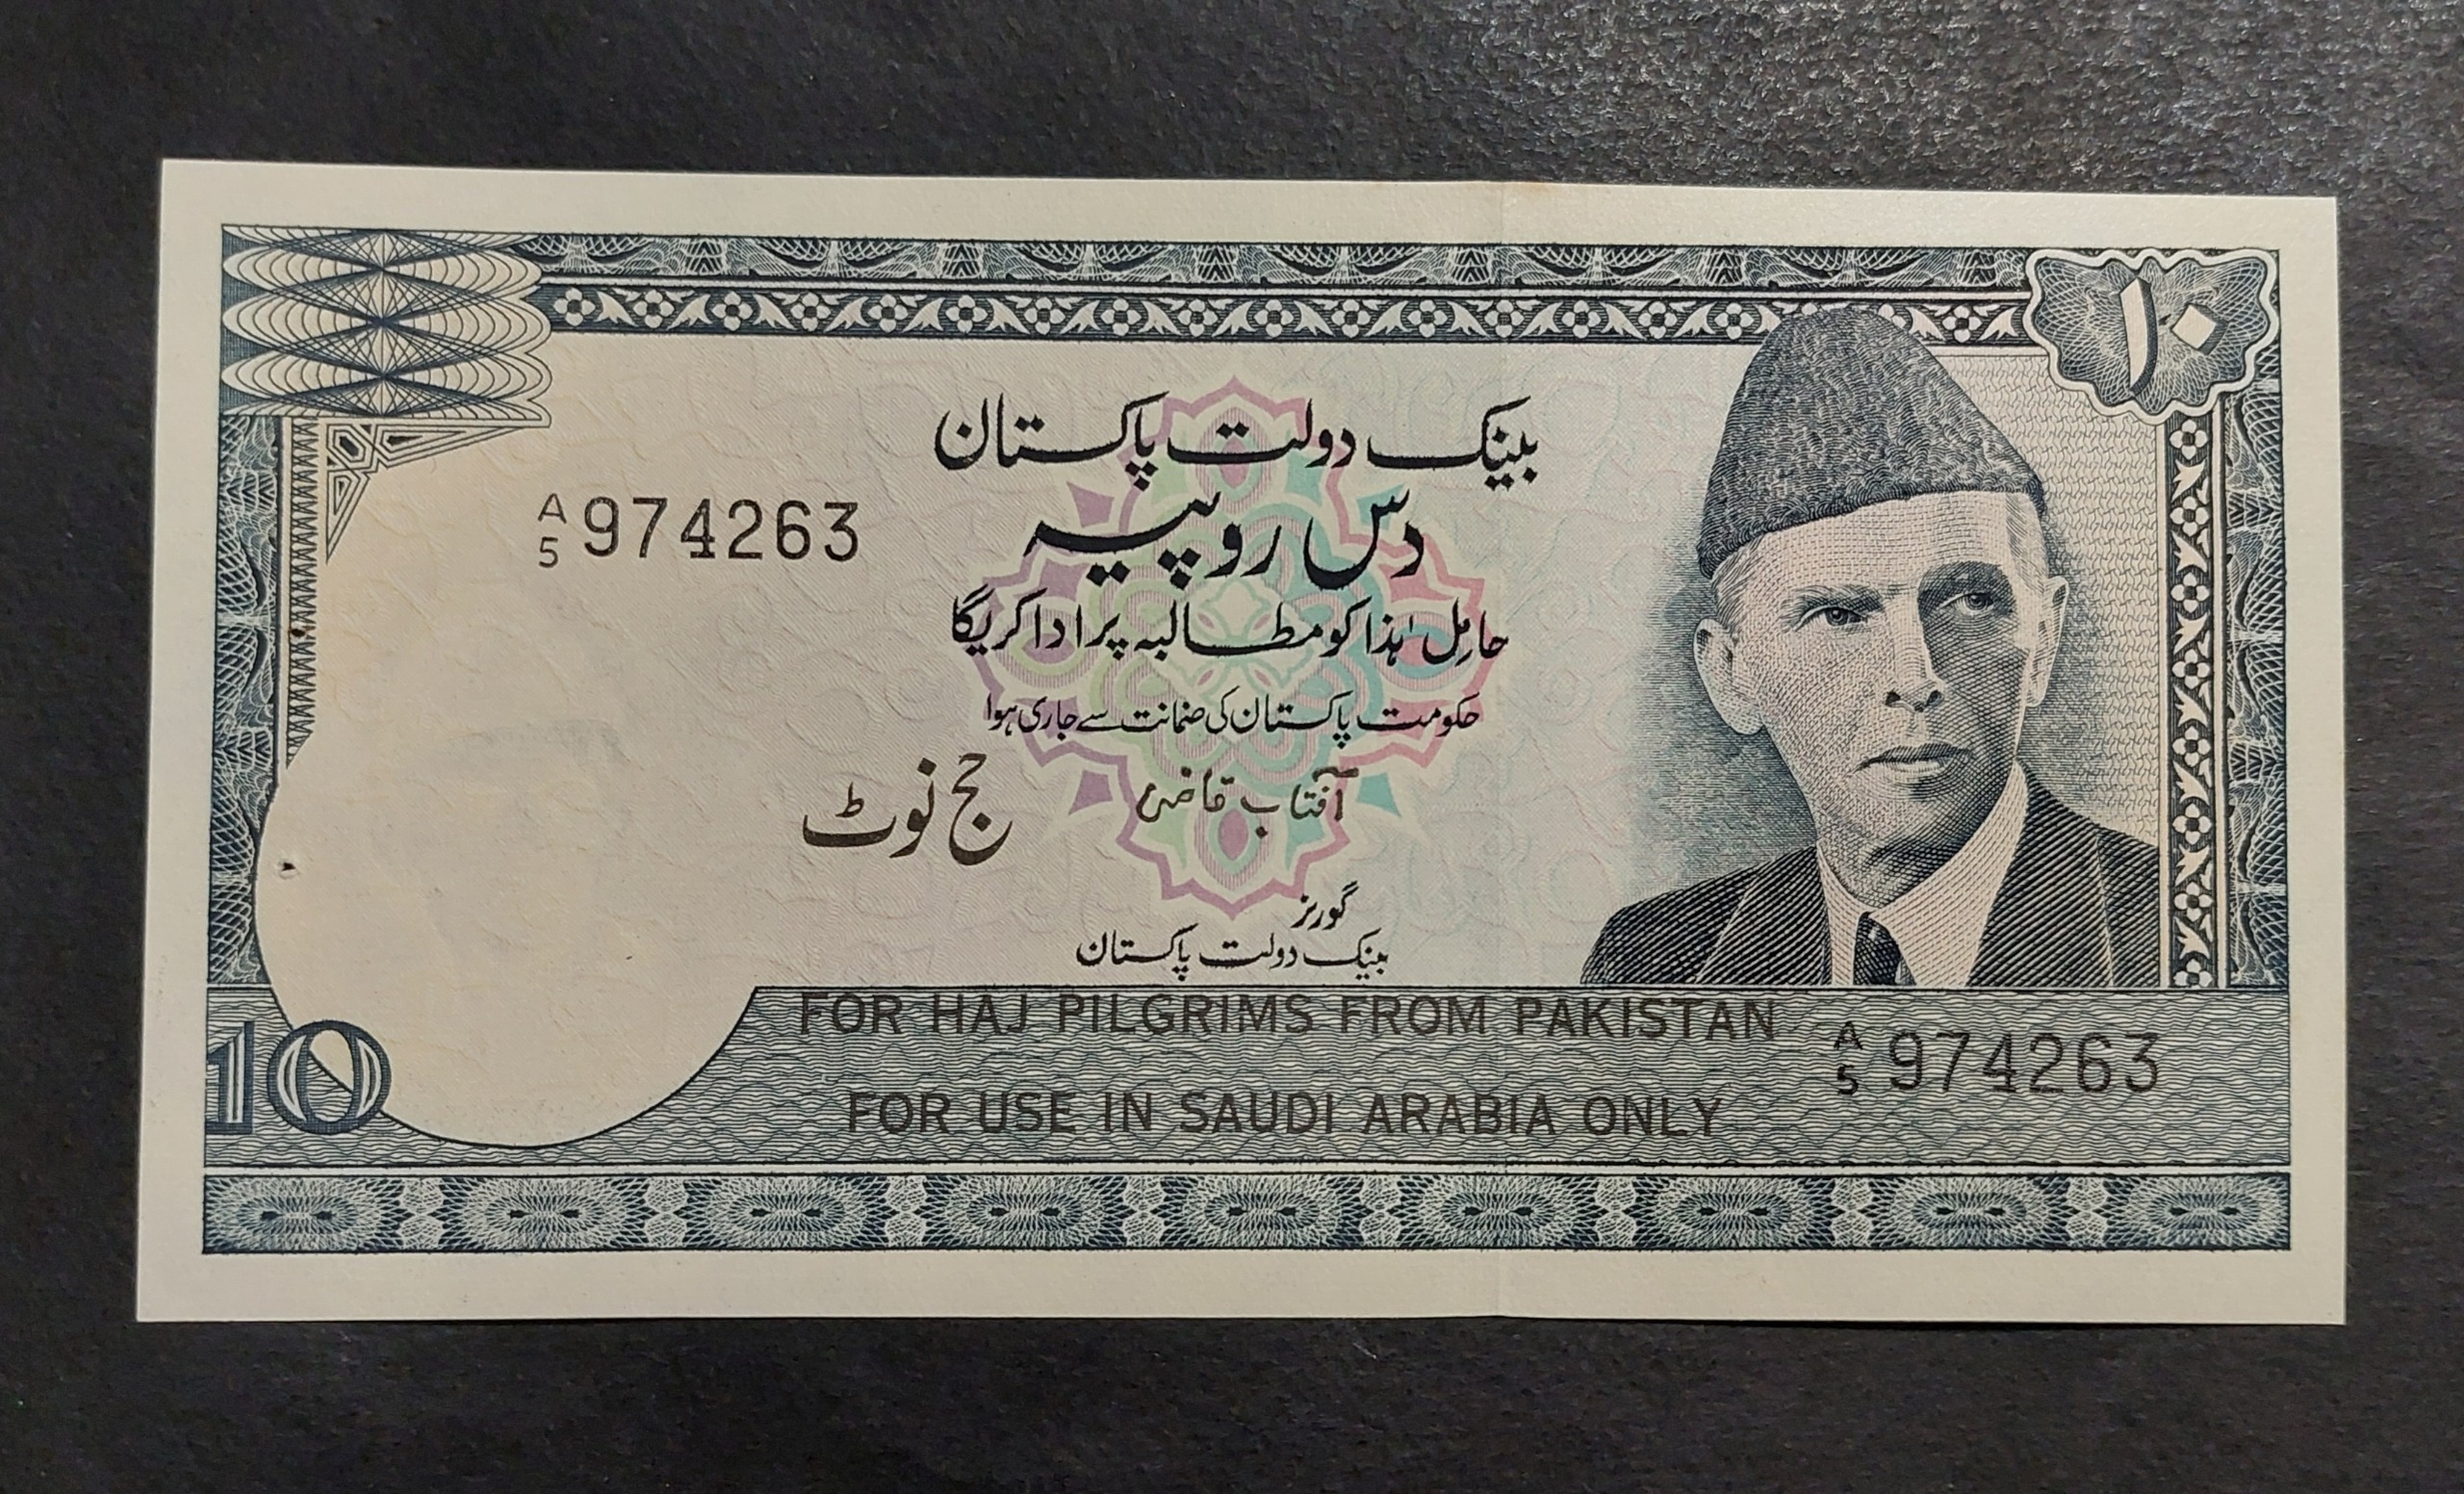 ۱۰
بینک دولت پاکستان
دس روپیہ
A/5 974263
حاملِ ہٰذا کو مطالبہ پر ادا کریگا
حکومت پاکستان کی ضمانت سے جاری ہوا
حج نوٹ
آفتاب قاضی
گورنر
بینک دولت پاکستان
FOR HAJ PILGRIMS FROM PAKISTAN
A/5 974263
10
FOR USE IN SAUDI ARABIA ONLY